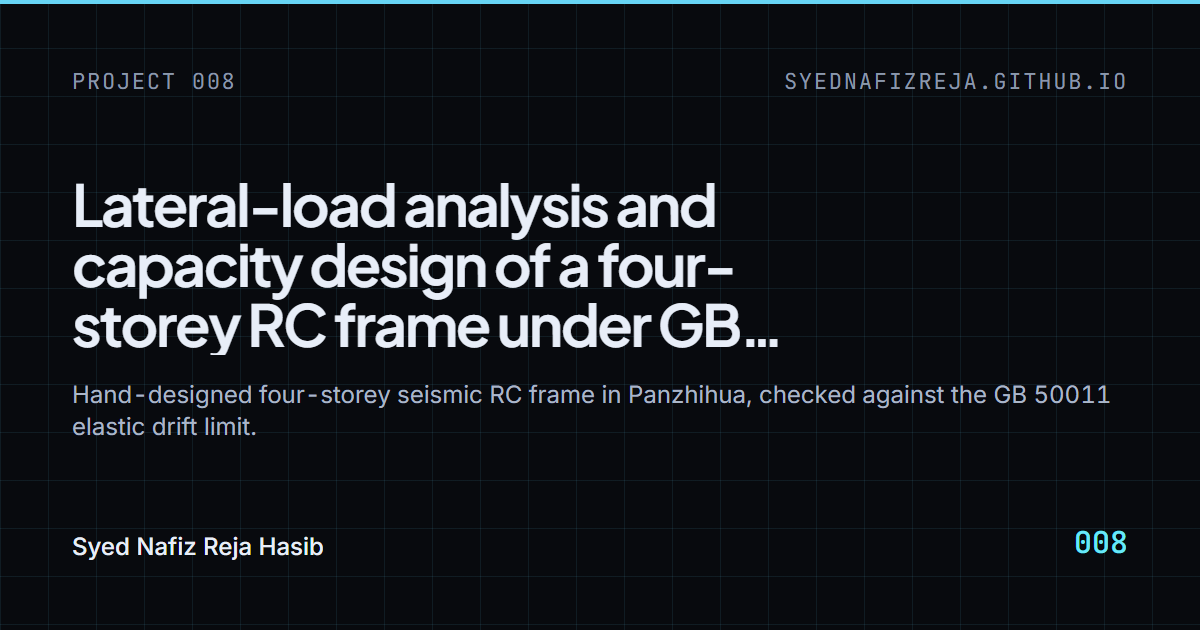 PROJECT 008
SYEDNAFIZREJA.GITHUB.IO
Lateral-load analysis and
capacity design of a four-
storey RC frame under GB…
Hand-designed four-storey seismic RC frame in Panzhihua, checked against the GB 50011
elastic drift limit.
Syed Nafiz Reja Hasib
008